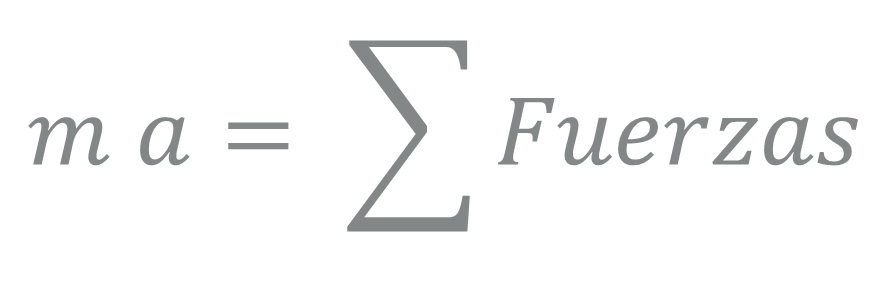 m a = ∑ Fuerzas